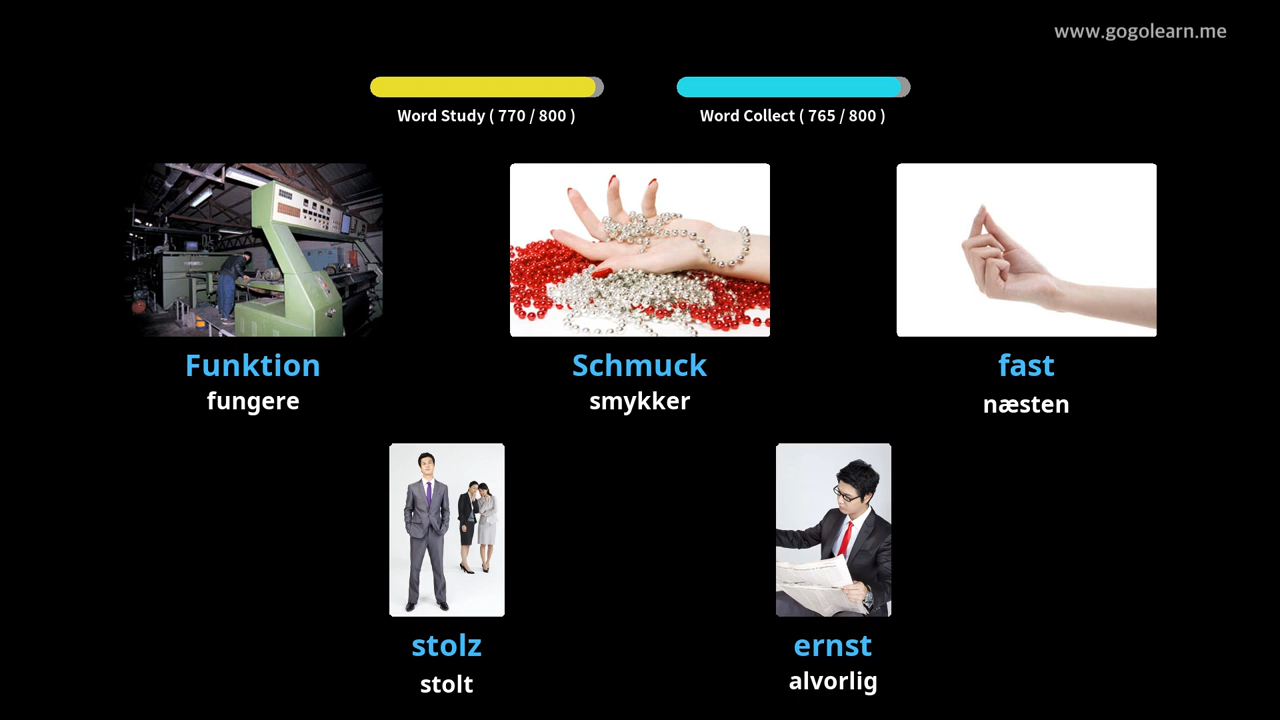 www.gogolearn.me
Word Study ( 770 / 800 )
Word Collect ( 765 / 800 )
Funktion
fungere
Schmuck
smykker
fast
næsten
stolz
stolt
ernst
alvorlig